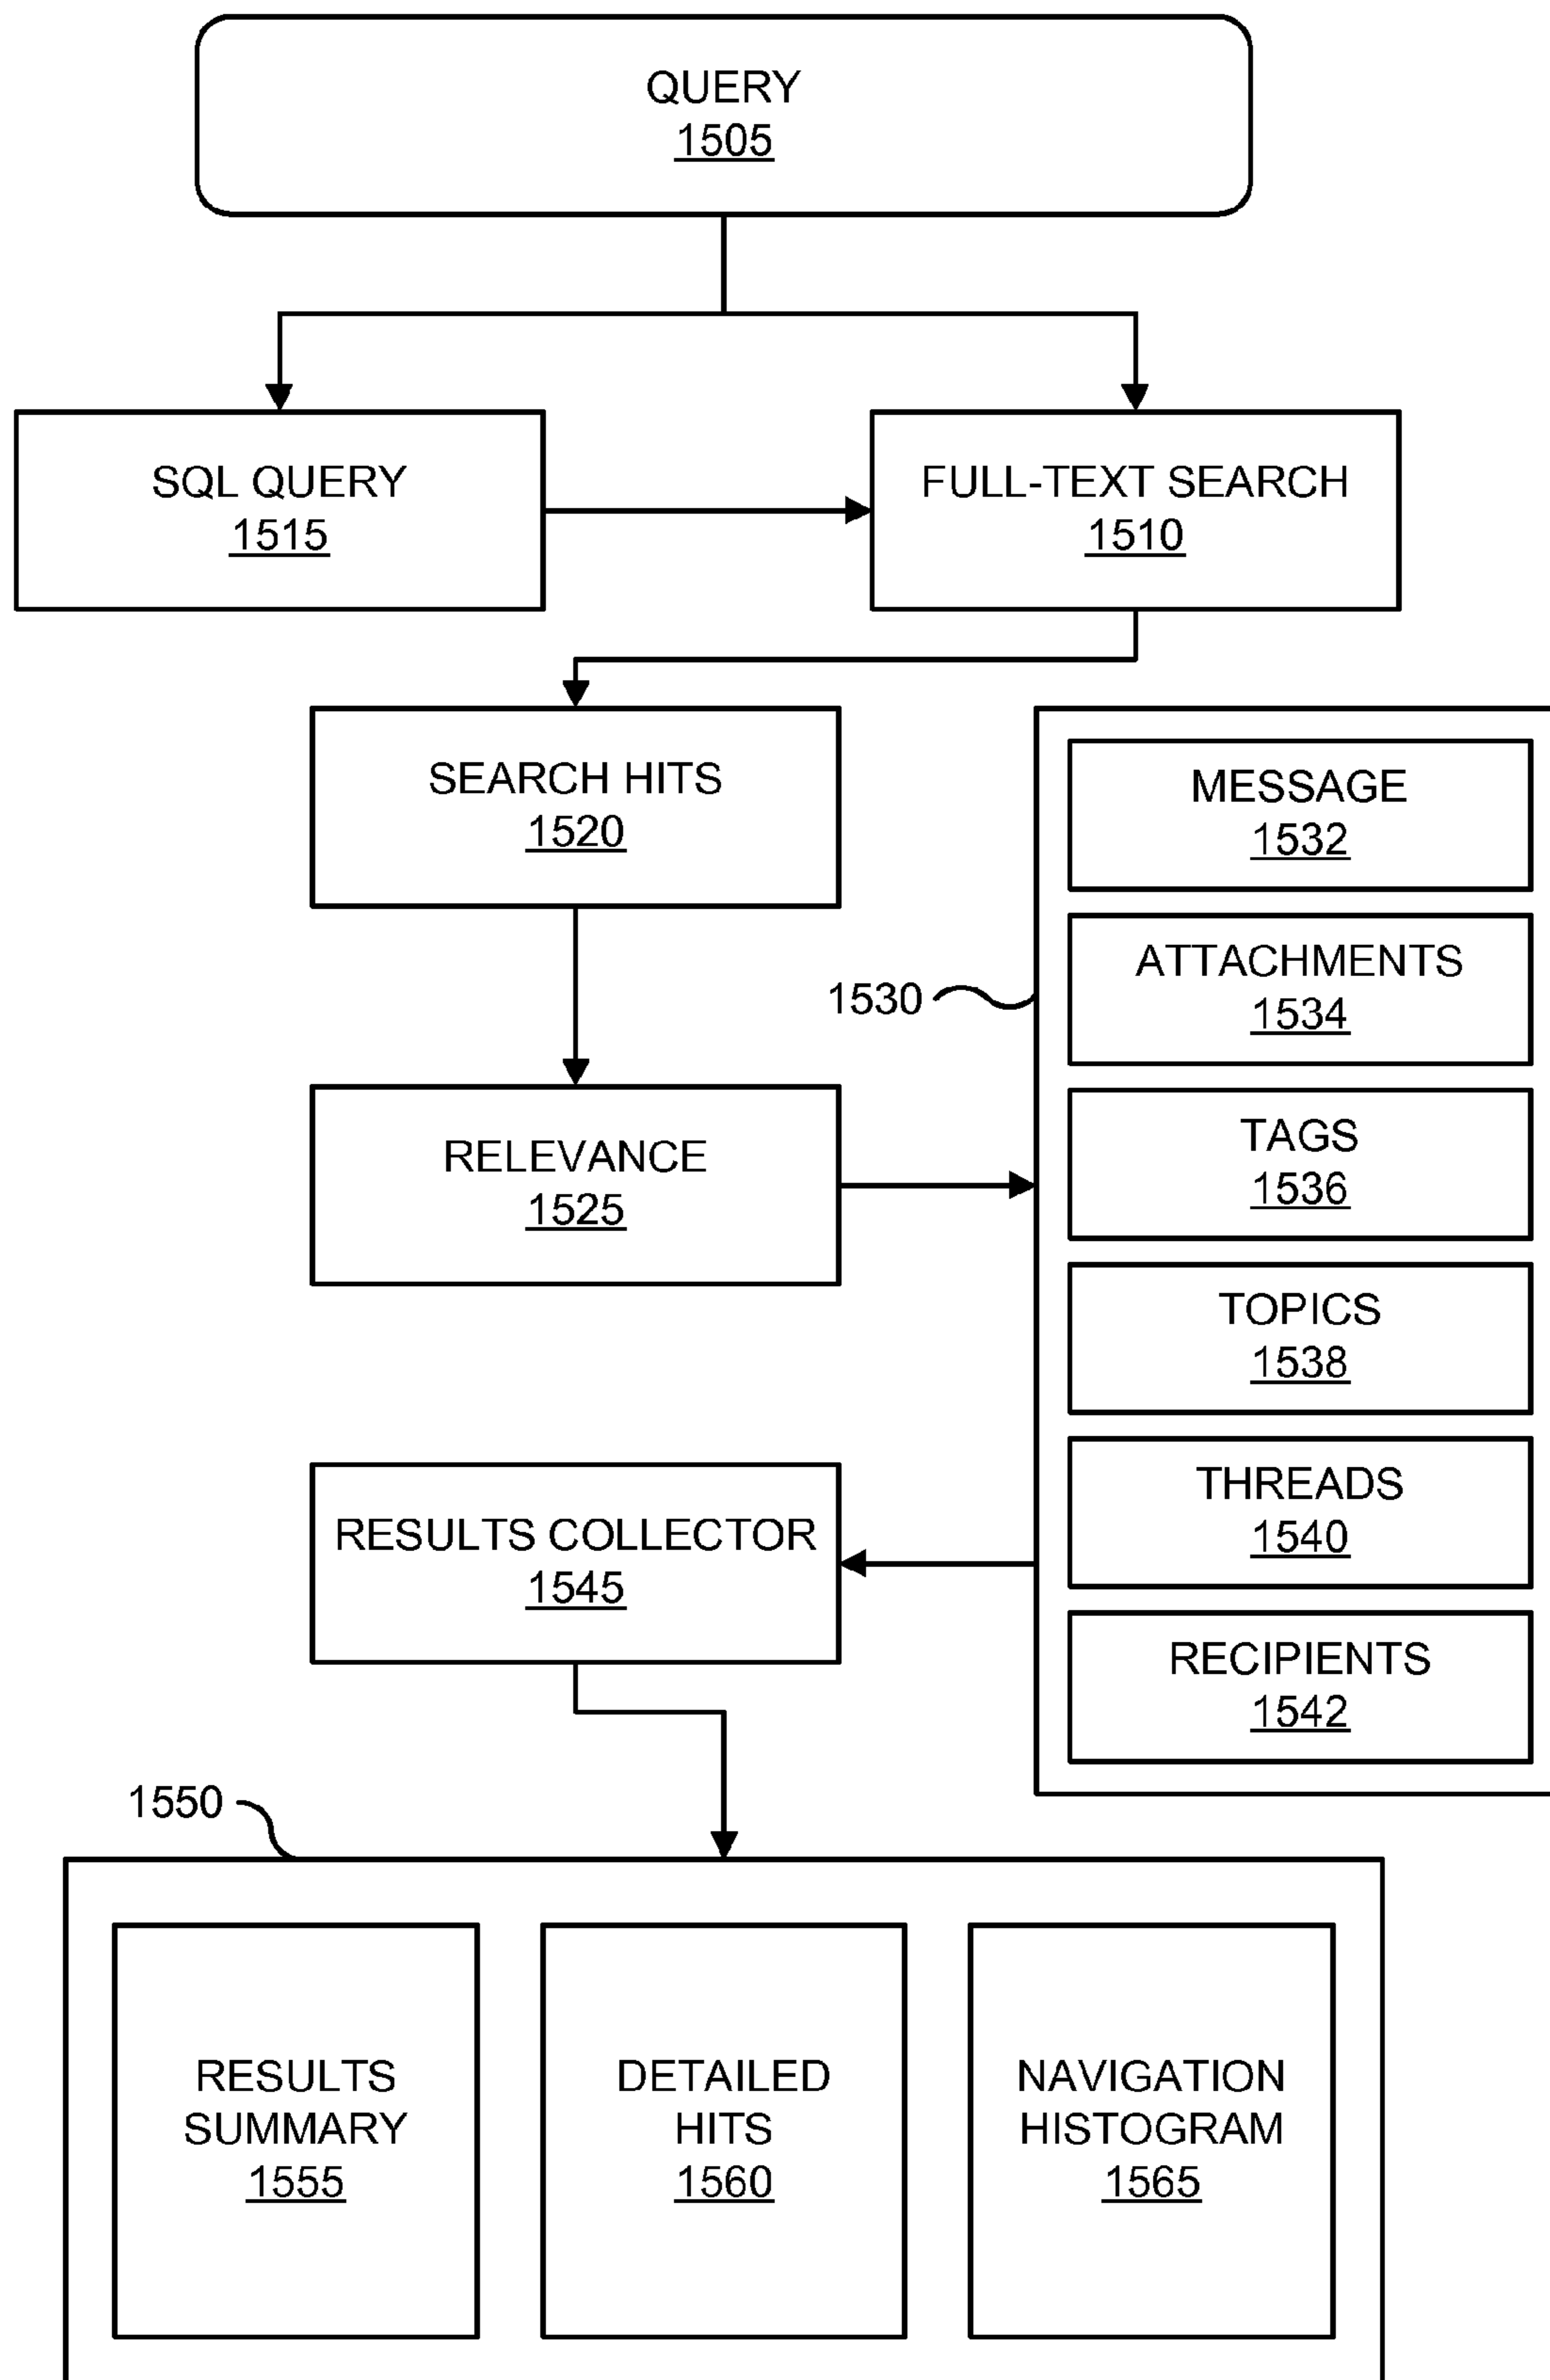 QUERY
1505
SQL QUERY
1515
FULL-TEXT SEARCH
1510
SEARCH HITS
1520
MESSAGE
1532
ATTACHMENTS
1534
1530
TAGS
1536
RELEVANCE
1525
TOPICS
1538
THREADS
1540
RESULTS COLLECTOR
1545
RECIPIENTS
1542
1550
RESULTS
SUMMARY
1555
DETAILED
HITS
1560
NAVIGATION
HISTOGRAM
1565